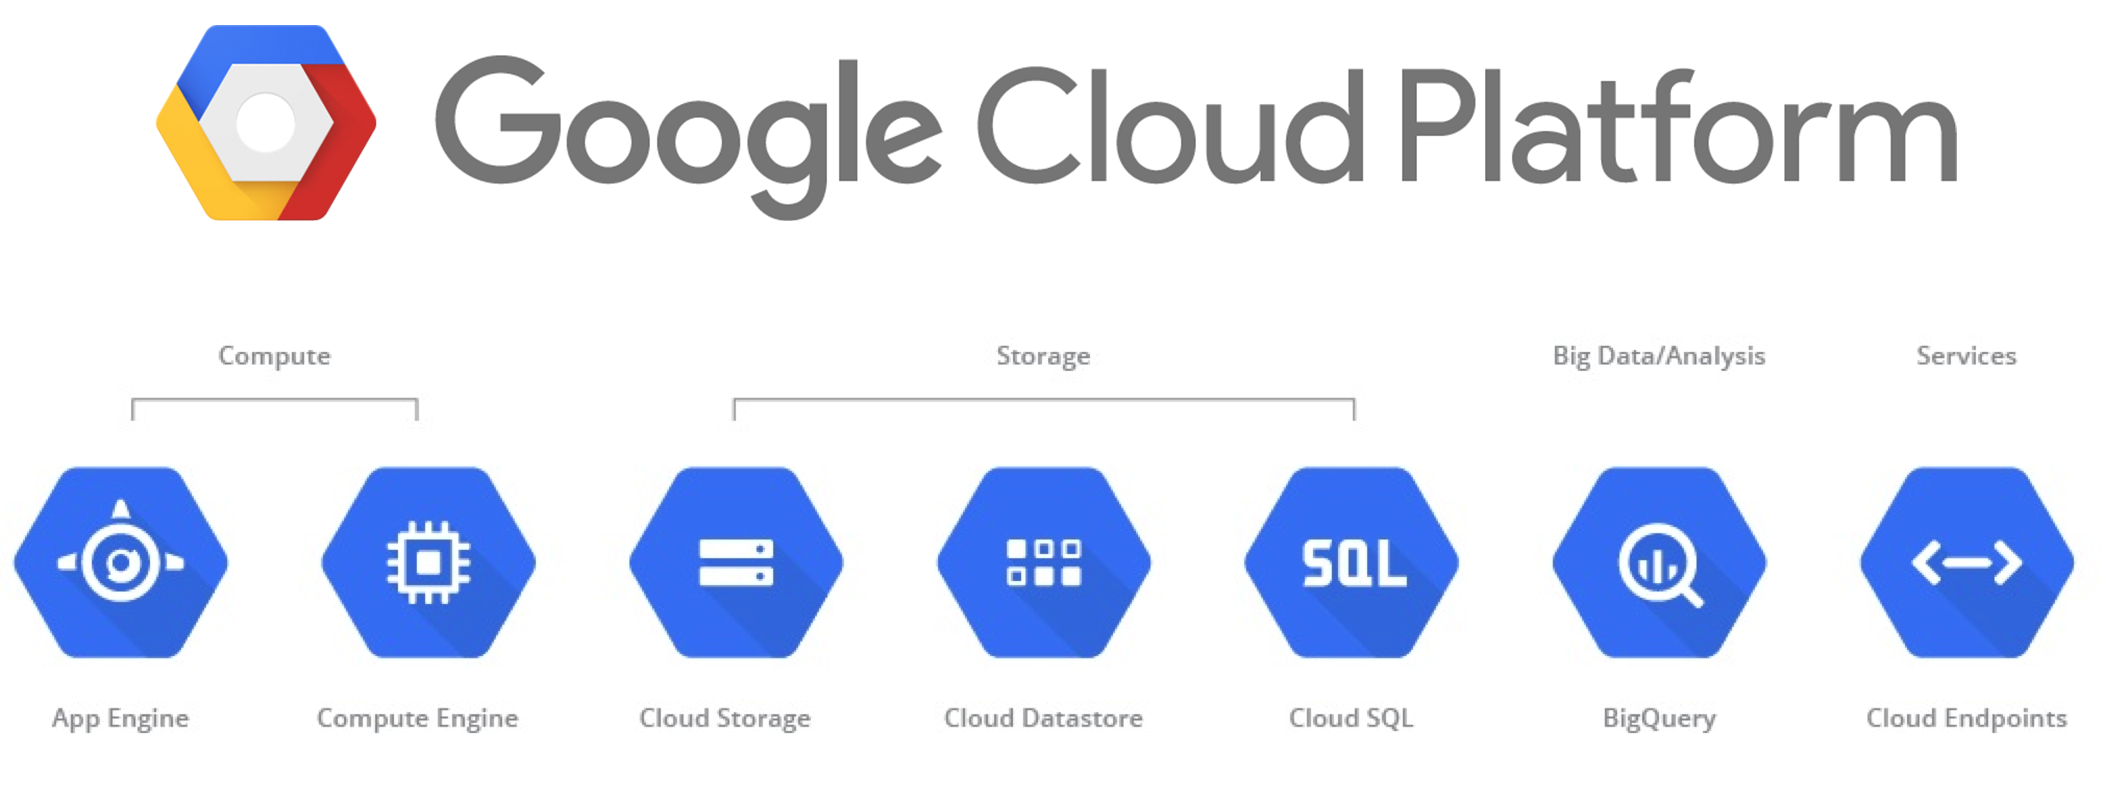 Google Cloud Platform
Compute
Storage
Big Data/Analysis
Services
SQL
App Engine
Compute Engine
Cloud Storage
Cloud Datastore
Cloud SQL
BigQuery
Cloud Endpoints